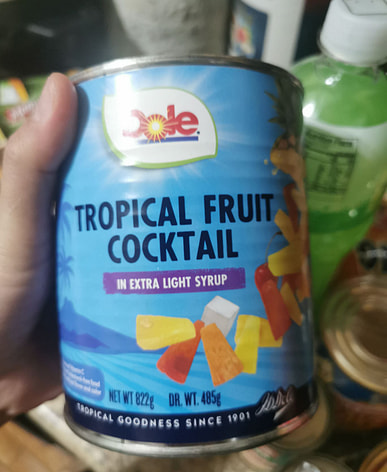 Dole
TROPICAL FRUIT
COCKTAIL
IN EXTRA LIGHT SYRUP
NET WT 822g DR. WT. 485g
TROPICAL GOODNESS SINCE 1901